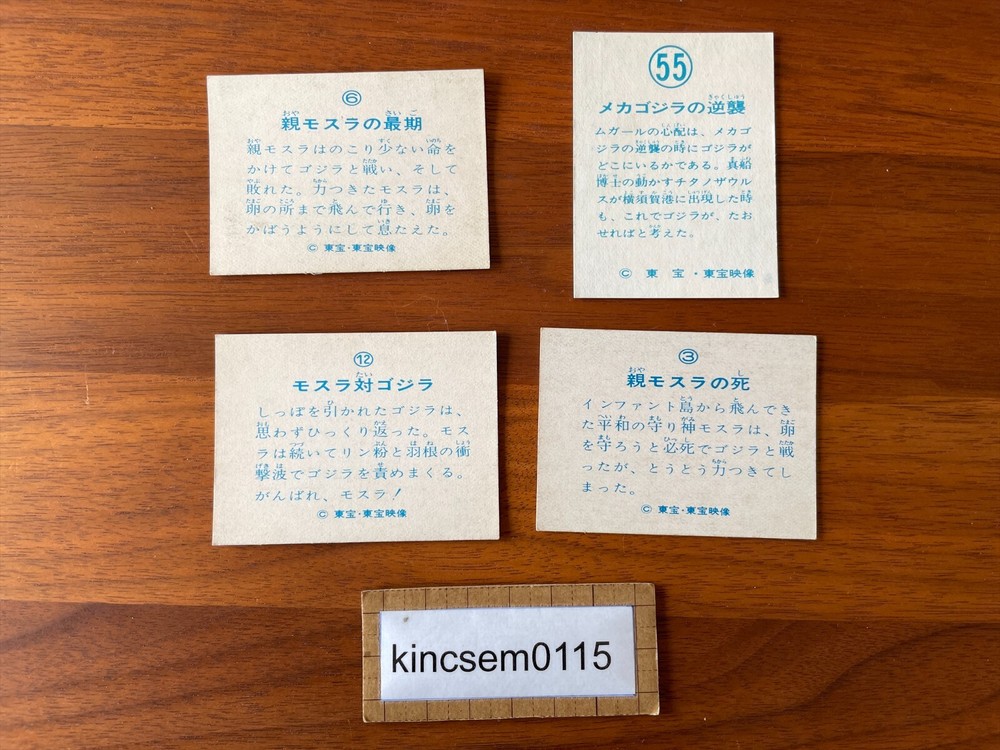 ⑥
親モスラの最期
親モスラはのこり少ない命を
かけてゴジラと戦い、そして
敗れた。力つきたモスラは、
卵の所まで飛んで行き、卵を
かばうようにして息たえた。
© 東宝・東宝映像
55
メカゴジラの逆襲
ムガールの心配は、メカゴ
ジラの逆襲の時にゴジラが
どこにいるかである。真船
博士の動かすチタノザウル
スが横須賀港に出現した時
も、これでゴジラが、たお
せればと考えた。
© 東 宝 ・東宝映像
⑫
モスラ対ゴジラ
しっぽを引かれたゴジラは、
思わずひっくり返った。モス
ラは続いてリン粉と羽根の衝
撃波でゴジラを責めまくる。
がんばれ、モスラ！
© 東宝・東宝映像
③
親モスラの死
インファント島から飛んでき
た平和の守り神モスラは、卵
を守ろうと必死でゴジラと戦
ったが、とうとう力つきてし
まった。
© 東宝・東宝映像
kincsem0115